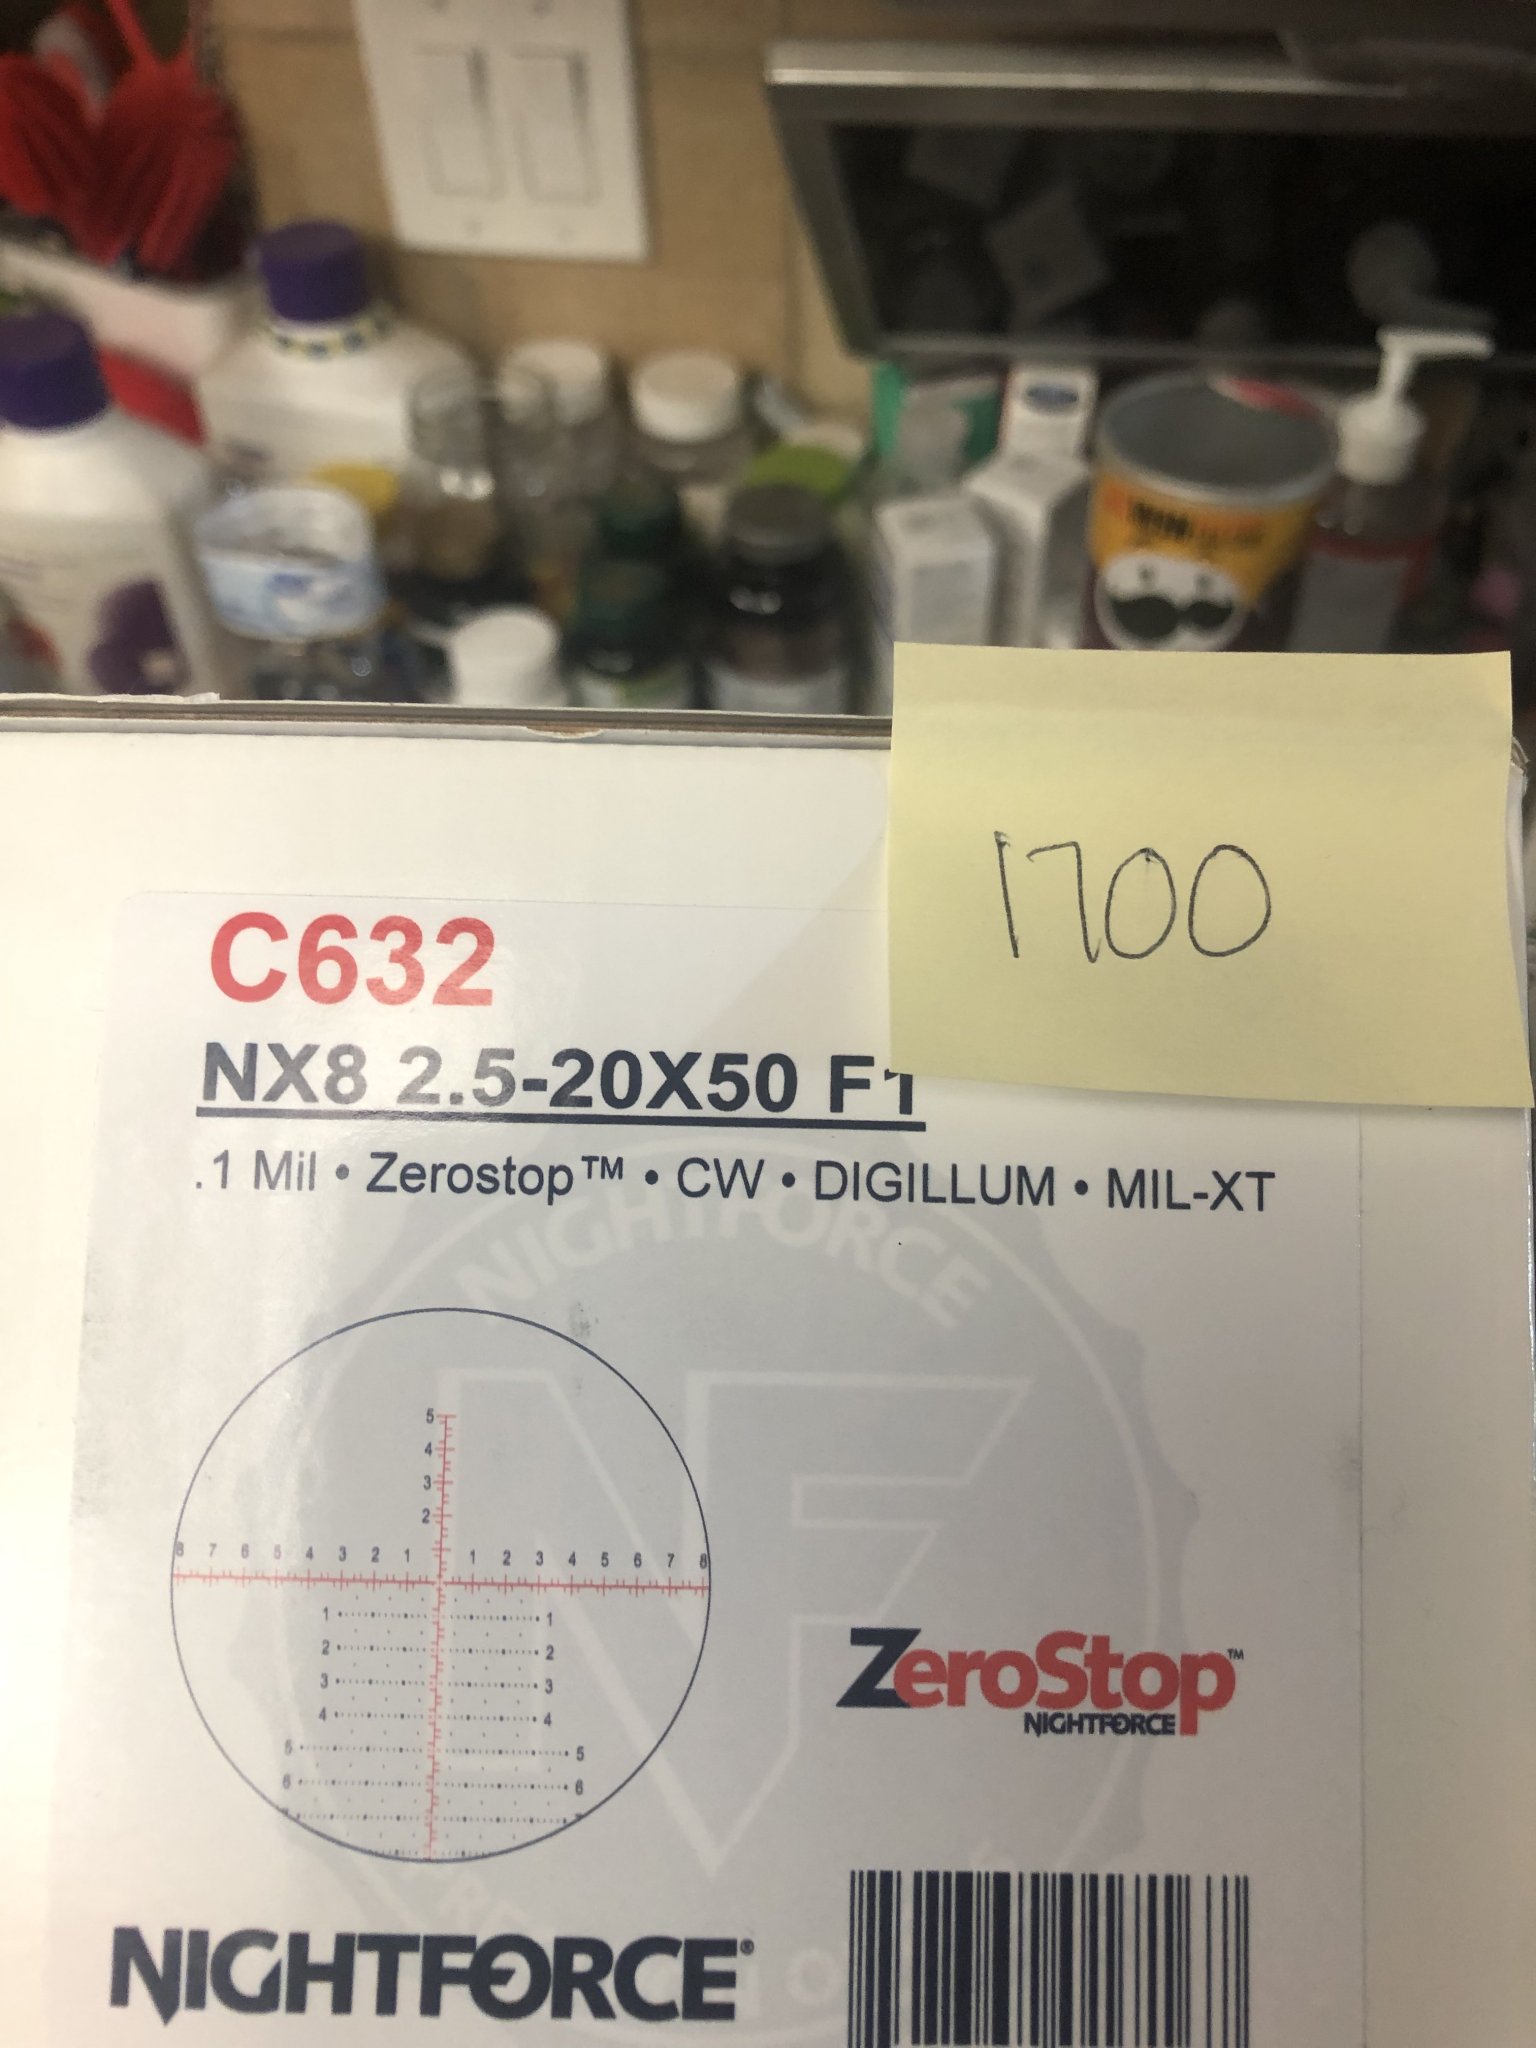 1700
C632
NX8 2.5-20X50 F1
.1 Mil • Zerostop™ • CW • DIGILLUM • MIL-XT
NIGHTFORCE
NF
5
4
3
2
8 7 6 5 4 3 2 1 1 2 3 4 5 6 7 8
1 1
2 2
3 3
4 4
5 5
6 6
ZeroStop™
NIGHTFORCE
NIGHTFORCE®